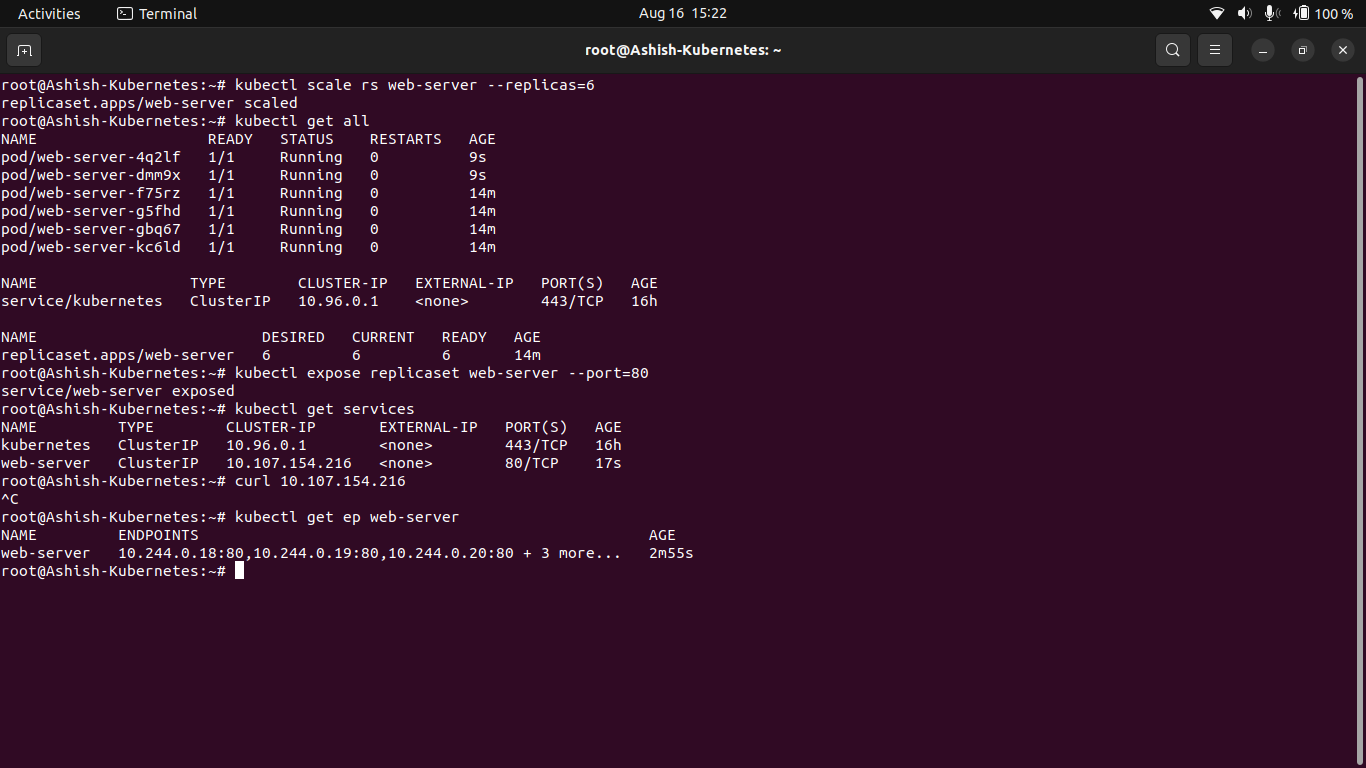 Activities Terminal Aug 16 15:22 100 %
root@Ashish-Kubernetes: ~
root@Ashish-Kubernetes:~# kubectl scale rs web-server --replicas=6
replicaset.apps/web-server scaled
root@Ashish-Kubernetes:~# kubectl get all
NAME                   READY   STATUS    RESTARTS   AGE
pod/web-server-4q2lf   1/1     Running   0          9s
pod/web-server-dmm9x   1/1     Running   0          9s
pod/web-server-f75rz   1/1     Running   0          14m
pod/web-server-g5fhd   1/1     Running   0          14m
pod/web-server-gbq67   1/1     Running   0          14m
pod/web-server-kc6ld   1/1     Running   0          14m

NAME                 TYPE        CLUSTER-IP   EXTERNAL-IP   PORT(S)   AGE
service/kubernetes   ClusterIP   10.96.0.1    <none>        443/TCP   16h

NAME                         DESIRED   CURRENT   READY   AGE
replicaset.apps/web-server   6         6         6       14m
root@Ashish-Kubernetes:~# kubectl expose replicaset web-server --port=80
service/web-server exposed
root@Ashish-Kubernetes:~# kubectl get services
NAME         TYPE        CLUSTER-IP       EXTERNAL-IP   PORT(S)   AGE
kubernetes   ClusterIP   10.96.0.1        <none>        443/TCP   16h
web-server   ClusterIP   10.107.154.216   <none>        80/TCP    17s
root@Ashish-Kubernetes:~# curl 10.107.154.216
^C
root@Ashish-Kubernetes:~# kubectl get ep web-server
NAME         ENDPOINTS                                                  AGE
web-server   10.244.0.18:80,10.244.0.19:80,10.244.0.20:80 + 3 more...   2m55s
root@Ashish-Kubernetes:~#